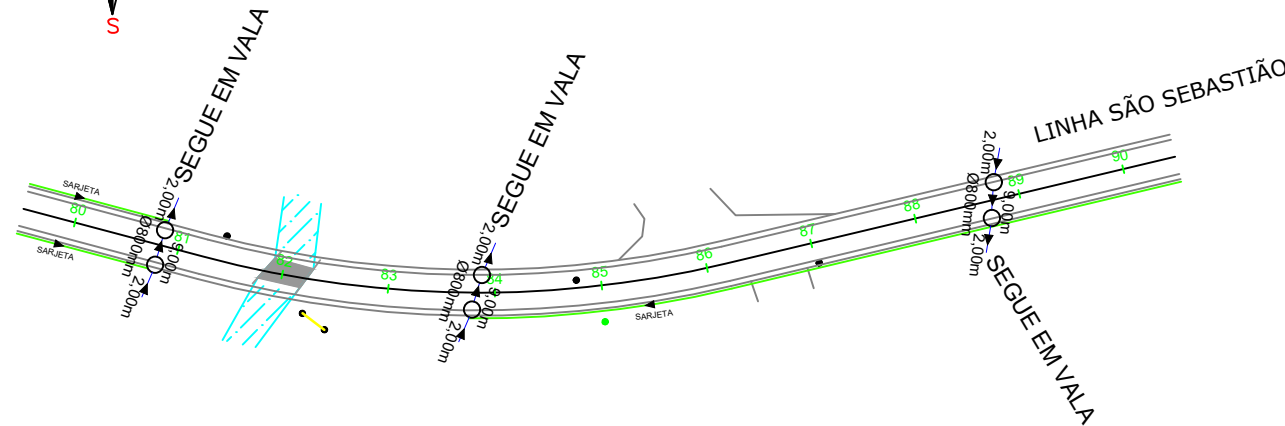 S
SEGUE EM VALA
SEGUE EM VALA
LINHA SÃO SEBASTIÃO
SARJETA
SARJETA
80
2,00m
Ø800mm
81
9,00m
2,00m
82
83
2,00m
Ø800mm
84
9,00m
2,00m
85
SARJETA
86
87
88
2,00m
Ø800mm
89
9,00m
2,00m
90
SEGUE EM VALA